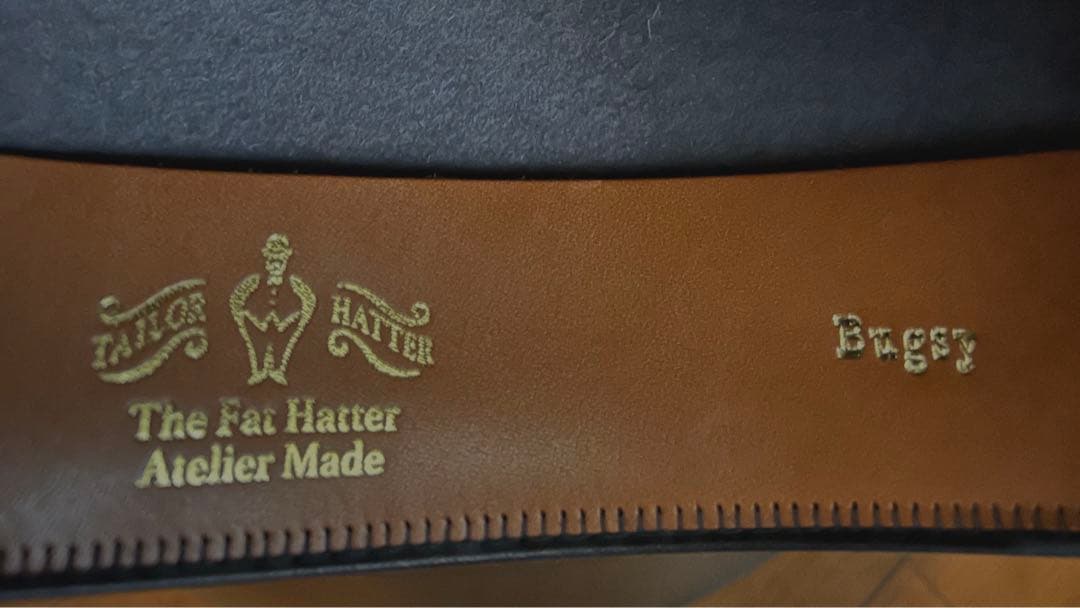 TAILOR HATTER
The Fat Hatter
Atelier Made
Bugsy